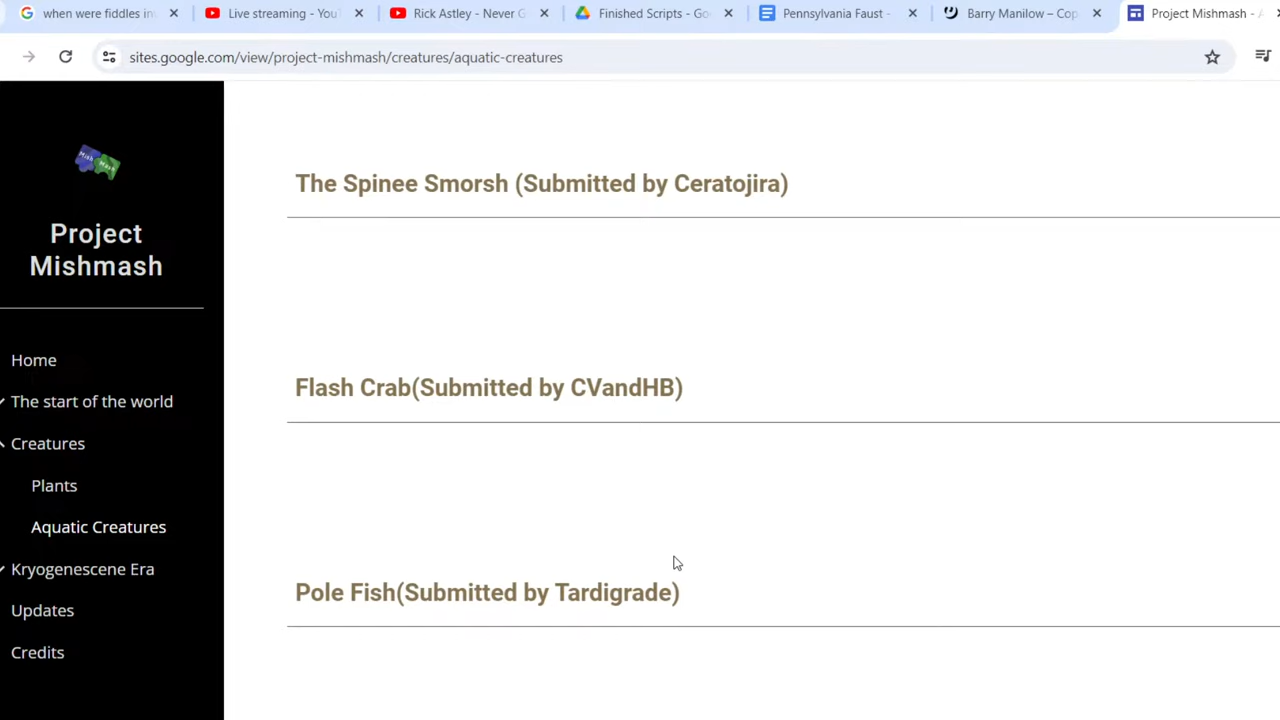 when were fiddles in
Live streaming - You
Rick Astley - Never G
Finished Scripts - Go
Pennsylvania Faust -
Barry Manilow – Cop
Project Mishmash - A
sites.google.com/view/project-mishmash/creatures/aquatic-creatures
Mish Mash
Project
Mishmash
Home
The start of the world
Creatures
Plants
Aquatic Creatures
Kryogenescene Era
Updates
Credits
The Spinee Smorsh (Submitted by Ceratojira)
Flash Crab(Submitted by CVandHB)
Pole Fish(Submitted by Tardigrade)